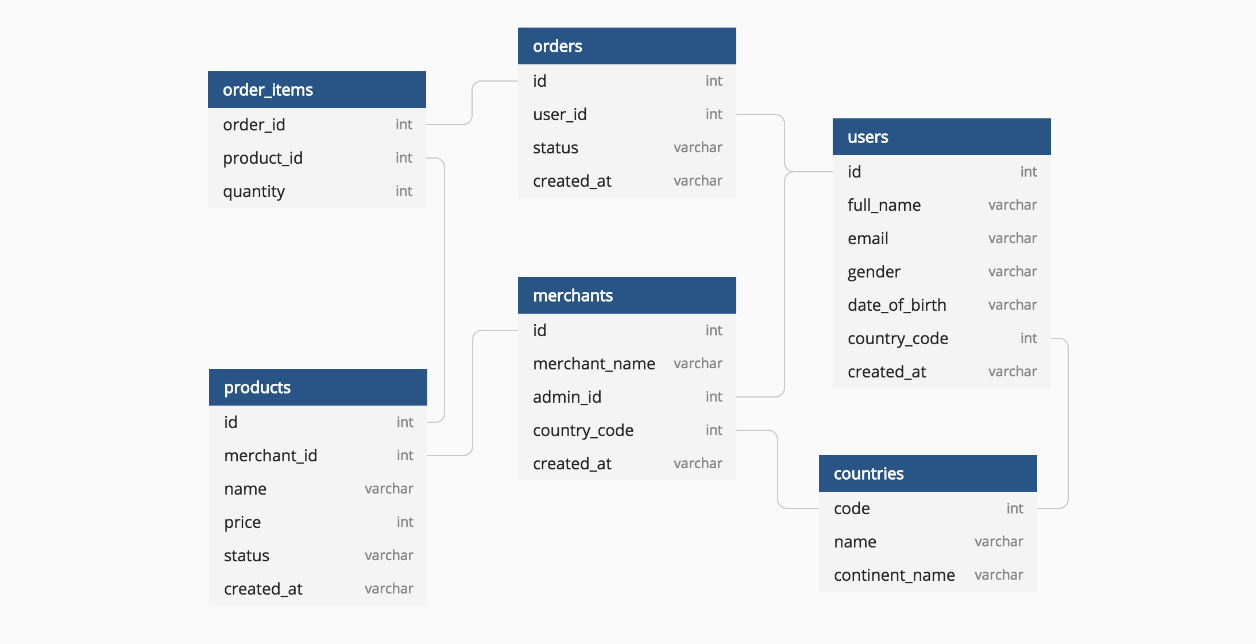 order_items
order_id int
product_id int
quantity int
orders
id int
user_id int
status varchar
created_at varchar
users
id int
full_name varchar
email varchar
gender varchar
date_of_birth varchar
country_code int
created_at varchar
merchants
id int
merchant_name varchar
admin_id int
country_code int
created_at varchar
products
id int
merchant_id int
name varchar
price int
status varchar
created_at varchar
countries
code int
name varchar
continent_name varchar